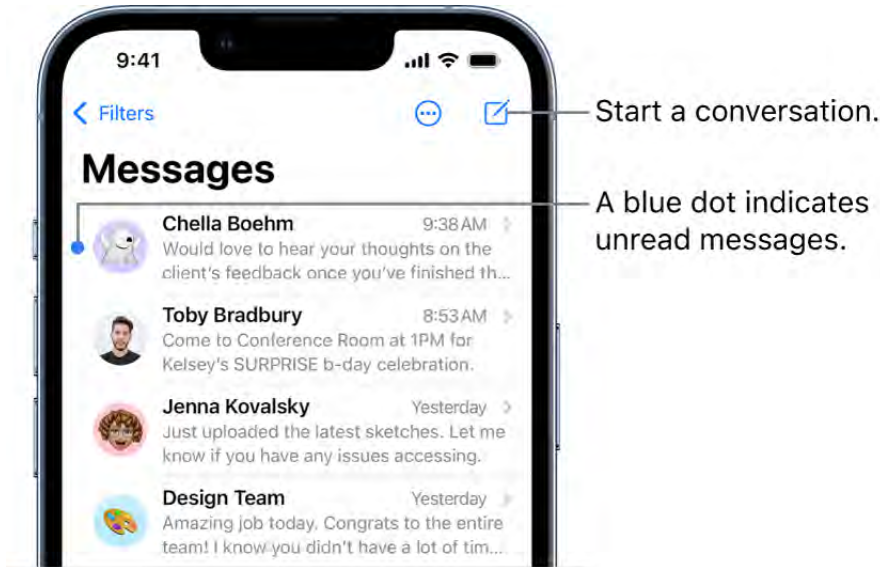 9:41
Filters
Start a conversation.
Messages
A blue dot indicates
unread messages.
Chella Boehm 9:38 AM
Would love to hear your thoughts on the
client's feedback once you've finished th...
Toby Bradbury 8:53 AM
Come to Conference Room at 1PM for
Kelsey's SURPRISE b-day celebration.
Jenna Kovalsky Yesterday
Just uploaded the latest sketches. Let me
know if you have any issues accessing.
Design Team Yesterday
Amazing job today. Congrats to the entire
team! I know you didn't have a lot of tim...